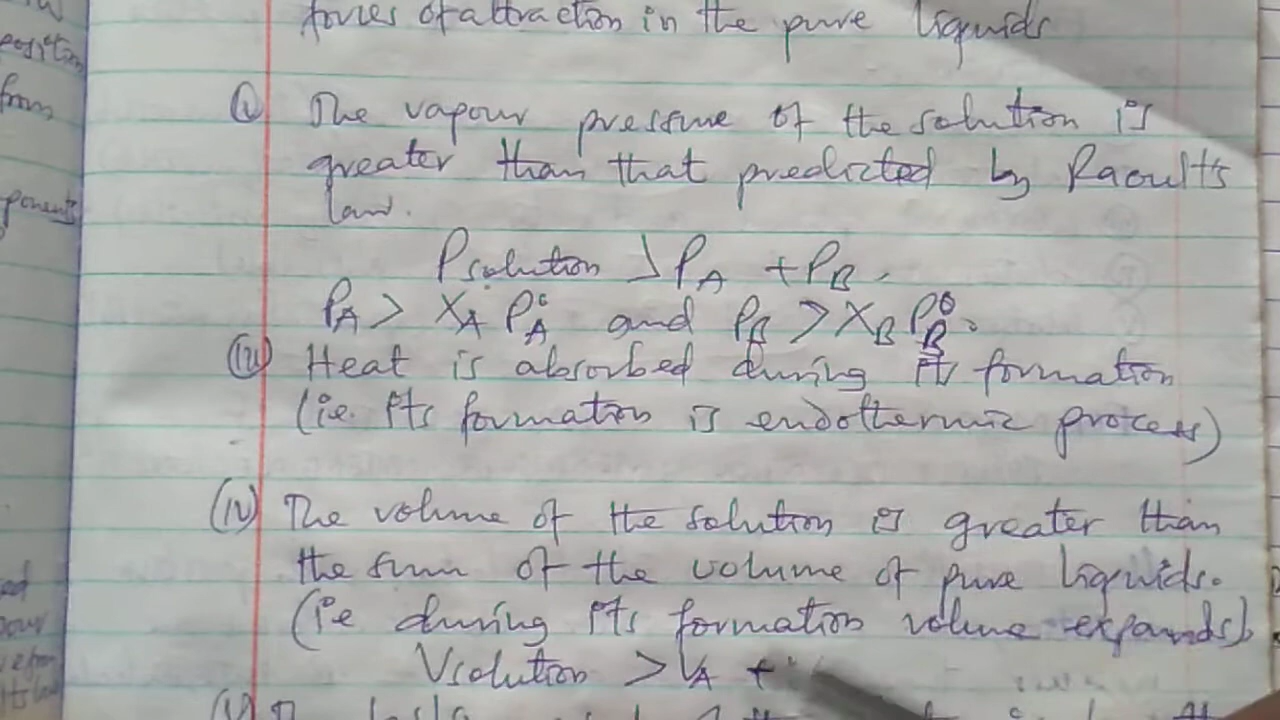 forces of attraction in the pure liquids
The vapour pressure of the solution is
greater than that predicted by Raoults
law.
Psolution > PA + PB.
PA > XA P°A and PB > XB P°B.
(iii) Heat is absorbed during its formation
(ie. its formation is endothermic process)
(iv) The volume of the solution is greater than
the sum of the volume of pure liquids.
(ie during its formation volume expands)
Vsolution > VA +